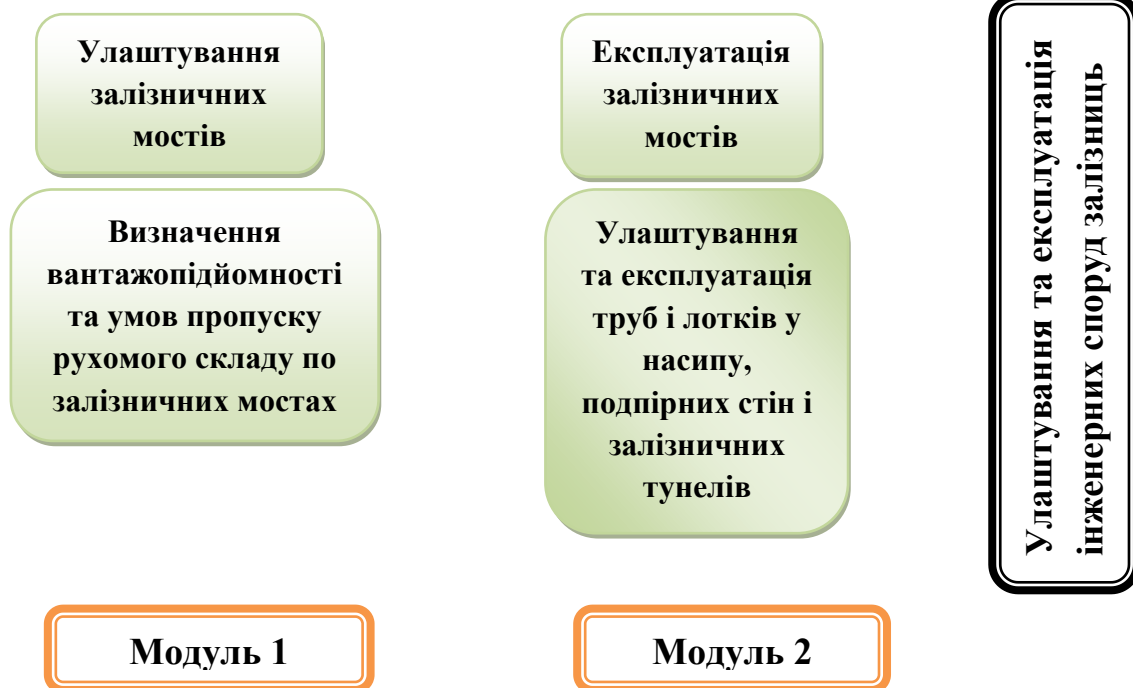 Улаштування
залізничних
мостів
Визначення
вантажопідйомності
та умов пропуску
рухомого складу по
залізничних мостах
Модуль 1
Експлуатація
залізничних
мостів
Улаштування
та експлуатація
труб і лотків у
насипу,
подпірних стін і
залізничних
тунелів
Модуль 2
Улаштування та експлуатація
інженерних споруд залізниць